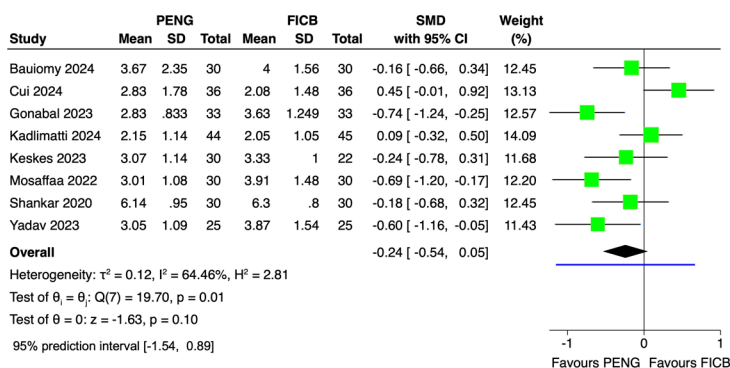 PENG FICB SMD Weight
Study Mean SD Total Mean SD Total with 95% CI (%)
Bauiomy 2024 3.67 2.35 30 4 1.56 30 -0.16 [ -0.66, 0.34] 12.45
Cui 2024 2.83 1.78 36 2.08 1.48 36 0.45 [ -0.01, 0.92] 13.13
Gonabal 2023 2.83 .833 33 3.63 1.249 33 -0.74 [ -1.24, -0.25] 12.57
Kadlimatti 2024 2.15 1.14 44 2.05 1.05 45 0.09 [ -0.32, 0.50] 14.09
Keskes 2023 3.07 1.14 30 3.33 1 22 -0.24 [ -0.78, 0.31] 11.68
Mosaffaa 2022 3.01 1.08 30 3.91 1.48 30 -0.69 [ -1.20, -0.17] 12.20
Shankar 2020 6.14 .95 30 6.3 .8 30 -0.18 [ -0.68, 0.32] 12.45
Yadav 2023 3.05 1.09 25 3.87 1.54 25 -0.60 [ -1.16, -0.05] 11.43
Overall -0.24 [ -0.54, 0.05]
Heterogeneity: τ² = 0.12, I² = 64.46%, H² = 2.81
Test of θᵢ = θⱼ: Q(7) = 19.70, p = 0.01
Test of θ = 0: z = -1.63, p = 0.10
95% prediction interval [-1.54, 0.89]
-1 0 1
Favours PENG Favours FICB